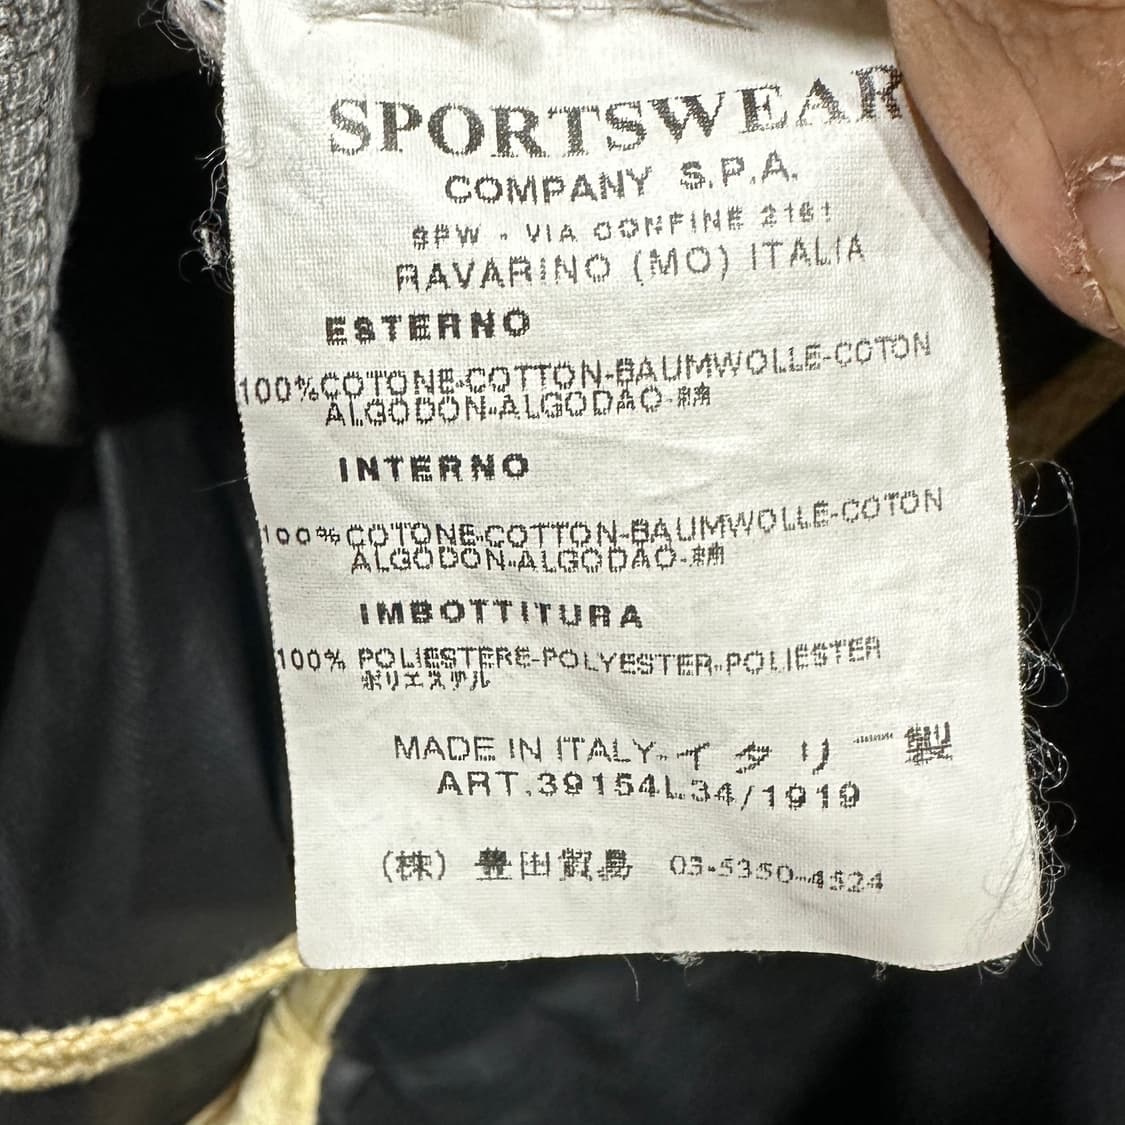 SPORTSWEAR
COMPANY S.P.A.
SPW - VIA CONFINE 2161
RAVARINO (MO) ITALIA
ESTERNO
100%COTONE-COTTON-BAUMWOLLE-COTON
ALGODON-ALGODAO-綿
INTERNO
100%COTONE-COTTON-BAUMWOLLE-COTON
ALGODON-ALGODAO-綿
IMBOTTITURA
100% POLIESTERE-POLYESTER-POLIESTER
ポリエステル
MADE IN ITALY-イタリー製
ART.39154L34/1919
(株) 豊田貿易 03-5350-4524